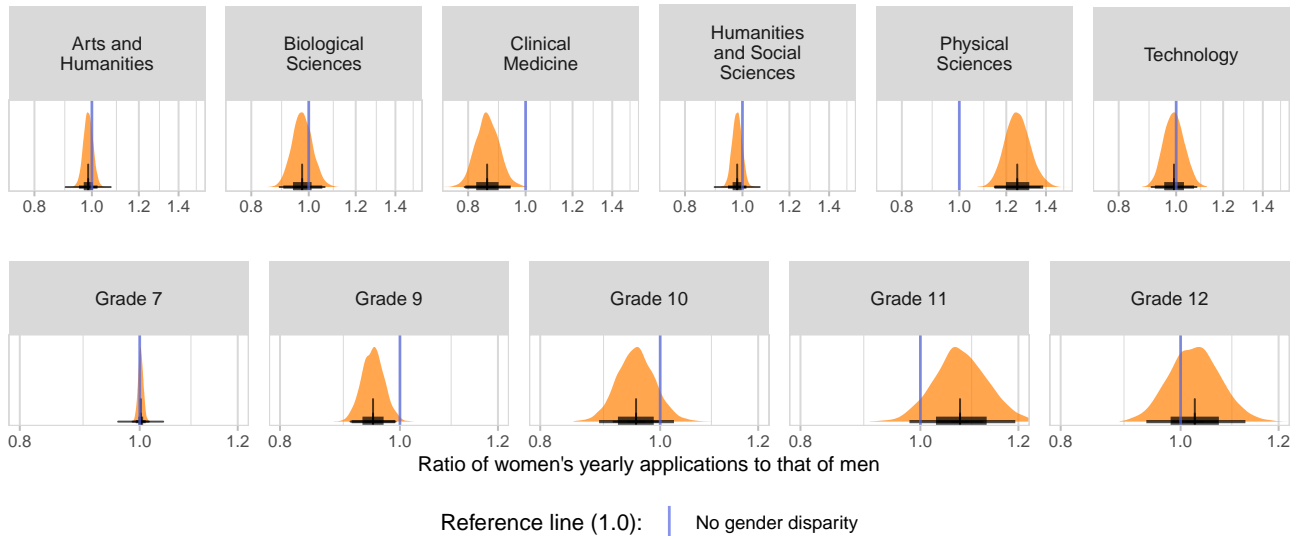 Arts and
Humanities
Biological
Sciences
Clinical
Medicine
Humanities
and Social
Sciences
Physical
Sciences
Technology
0.8 1.0 1.2 1.4
0.8 1.0 1.2 1.4
0.8 1.0 1.2 1.4
0.8 1.0 1.2 1.4
0.8 1.0 1.2 1.4
0.8 1.0 1.2 1.4
Grade 7
Grade 9
Grade 10
Grade 11
Grade 12
0.8 1.0 1.2
0.8 1.0 1.2
0.8 1.0 1.2
0.8 1.0 1.2
0.8 1.0 1.2
Ratio of women's yearly applications to that of men
Reference line (1.0): No gender disparity